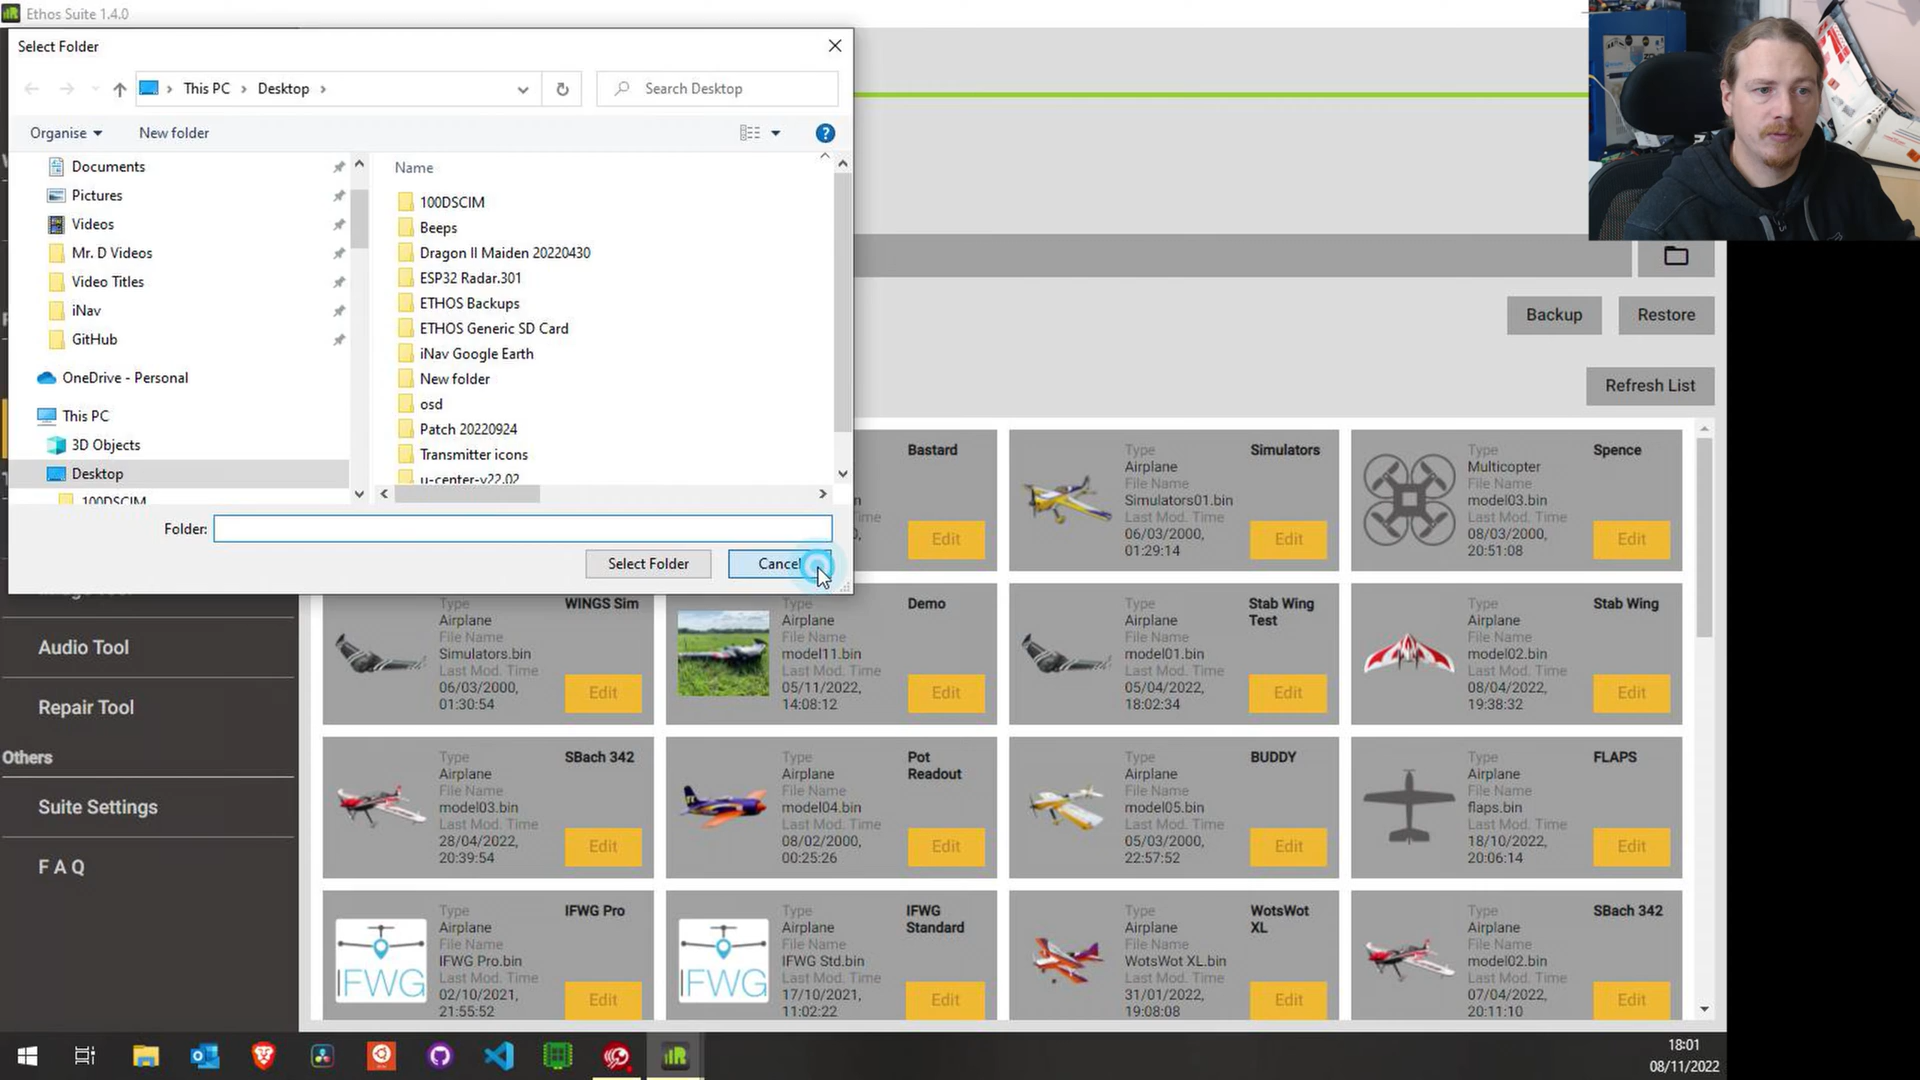 Ethos Suite 1.4.0
Select Folder
This PC
Desktop
Search Desktop
Organise
New folder
Documents
Pictures
Videos
Mr. D Videos
Video Titles
iNav
GitHub
OneDrive - Personal
This PC
3D Objects
Desktop
100DSCIM
Name
100DSCIM
Beeps
Dragon II Maiden 20220430
ESP32 Radar.301
ETHOS Backups
ETHOS Generic SD Card
iNav Google Earth
New folder
osd
Patch 20220924
Transmitter icons
u-center-v22.02
Folder:
Select Folder
Cancel
Backup
Restore
Refresh List
Bastard
Edit
Type
Airplane
Simulators01.bin
Last Mod. Time
06/03/2000,
01:29:14
Simulators
Edit
Type
Multicopter
File Name
model03.bin
Last Mod. Time
08/03/2000,
20:51:08
Spence
Edit
Type
Airplane
File Name
Simulators.bin
Last Mod. Time
06/03/2000,
01:30:54
WINGS Sim
Edit
Type
Airplane
File Name
model11.bin
Last Mod. Time
05/11/2022,
14:08:12
Demo
Edit
Type
Airplane
File Name
model01.bin
Last Mod. Time
05/04/2022,
18:02:34
Stab Wing
Test
Edit
Type
Airplane
File Name
model02.bin
Last Mod. Time
08/04/2022,
19:38:32
Stab Wing
Edit
Type
Airplane
File Name
model03.bin
Last Mod. Time
28/04/2022,
20:39:54
SBach 342
Edit
Type
Airplane
File Name
model04.bin
Last Mod. Time
08/02/2000,
00:25:26
Pot
Readout
Edit
Type
Airplane
File Name
model05.bin
Last Mod. Time
05/03/2000,
22:57:52
BUDDY
Edit
Type
Airplane
File Name
flaps.bin
Last Mod. Time
18/10/2022,
20:06:14
FLAPS
Edit
IFWG
Type
Airplane
File Name
IFWG Pro.bin
Last Mod. Time
02/10/2021,
21:55:52
IFWG Pro
Edit
IFWG
Type
Airplane
File Name
IFWG Std.bin
Last Mod. Time
17/10/2021,
11:02:22
IFWG
Standard
Edit
Type
Airplane
File Name
WotsWot XL.bin
Last Mod. Time
31/01/2022,
19:08:08
WotsWot
XL
Edit
Type
Airplane
File Name
model02.bin
Last Mod. Time
07/04/2022,
20:11:10
SBach 342
Edit
Audio Tool
Repair Tool
Others
Suite Settings
F A Q
18:01
08/11/2022